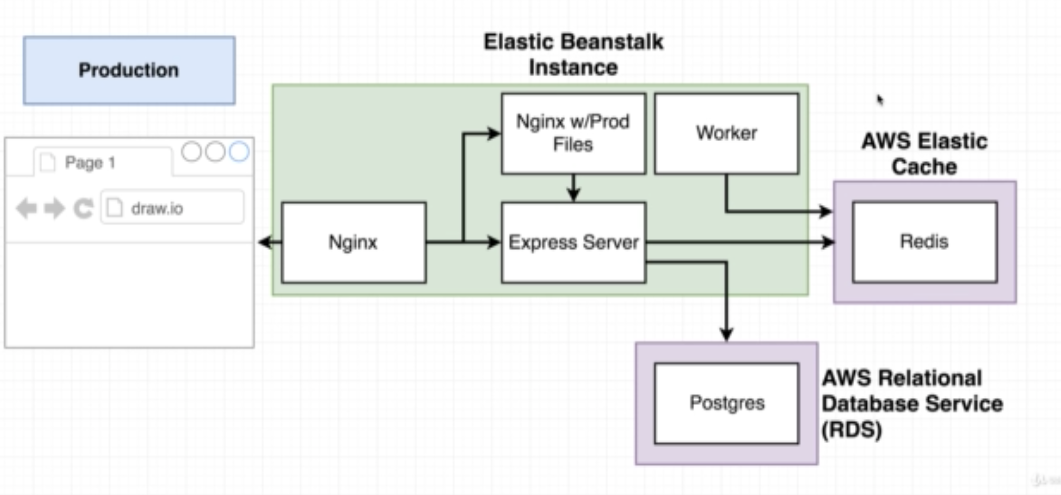 Elastic Beanstalk
Instance
Production
Nginx w/Prod
Files
Worker
AWS Elastic
Cache
Page 1
draw.io
Nginx
Express Server
Redis
Postgres
AWS Relational
Database Service
(RDS)